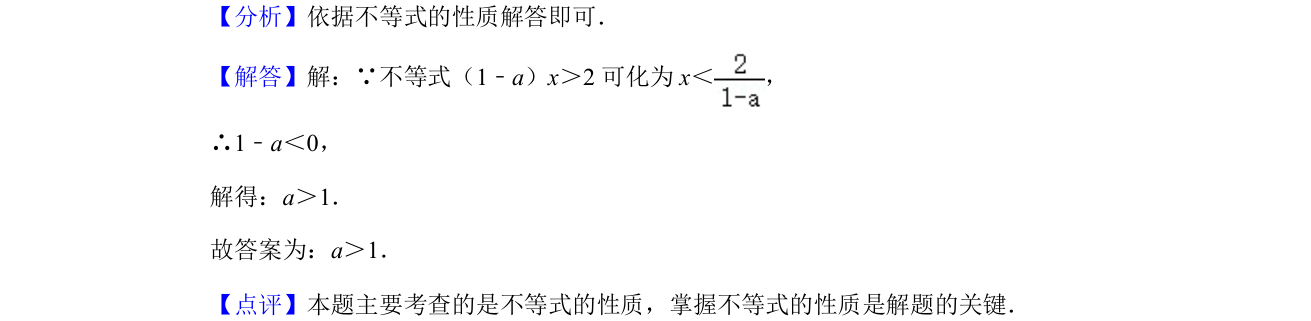 【分析】依据不等式的性质解答即可．
【解答】解：∵不等式（1﹣a）x＞2 可化为 x＜2/(1-a)，
∴1﹣a＜0，
解得：a＞1．
故答案为：a＞1．
【点评】本题主要考查的是不等式的性质，掌握不等式的性质是解题的关键．